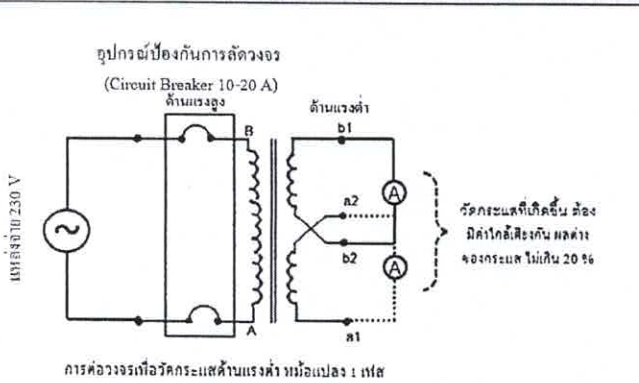 อุปกรณ์ป้องกันการลัดวงจร
(Circuit Breaker 10-20 A)
ด้านแรงสูง
ด้านแรงต่ำ
B
b1
A
a2
b2
A
A
a1
แหล่งจ่าย 230 V
วัดกระแสที่เกิดขึ้น ต้อง
มีค่าใกล้เคียงกัน ผลต่าง
ของกระแส ไม่เกิน 20 %
การต่อวงจรเพื่อวัดกระแสด้านแรงต่ำ หม้อแปลง 1 เฟส